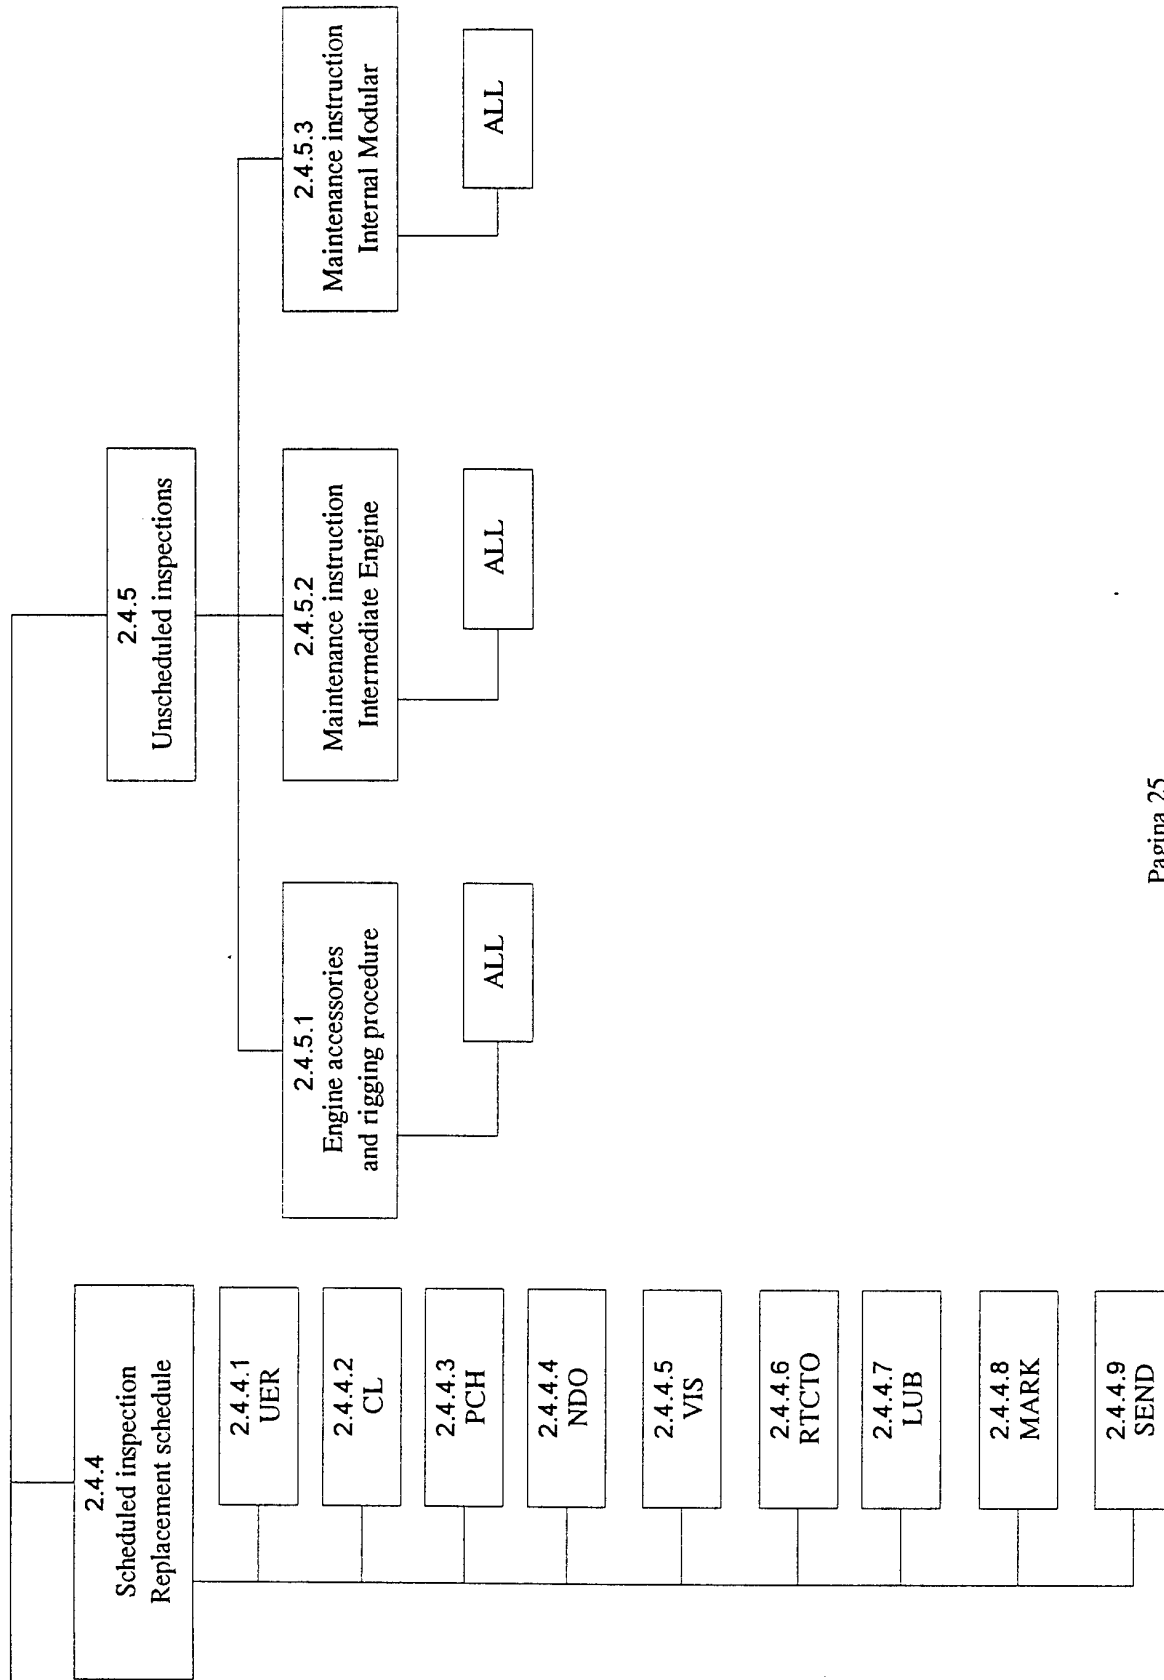 2.4.4
Scheduled inspection
Replacement schedule
2.4.4.1
UER
2.4.4.2
CL
2.4.4.3
PCH
2.4.4.4
NDO
2.4.4.5
VIS
2.4.4.6
RTCTO
2.4.4.7
LUB
2.4.4.8
MARK
2.4.4.9
SEND
2.4.5
Unscheduled inspections
2.4.5.1
Engine accessories
and rigging procedure
ALL
2.4.5.2
Maintenance instruction
Intermediate Engine
ALL
2.4.5.3
Maintenance instruction
Internal Modular
ALL
Pagina 25